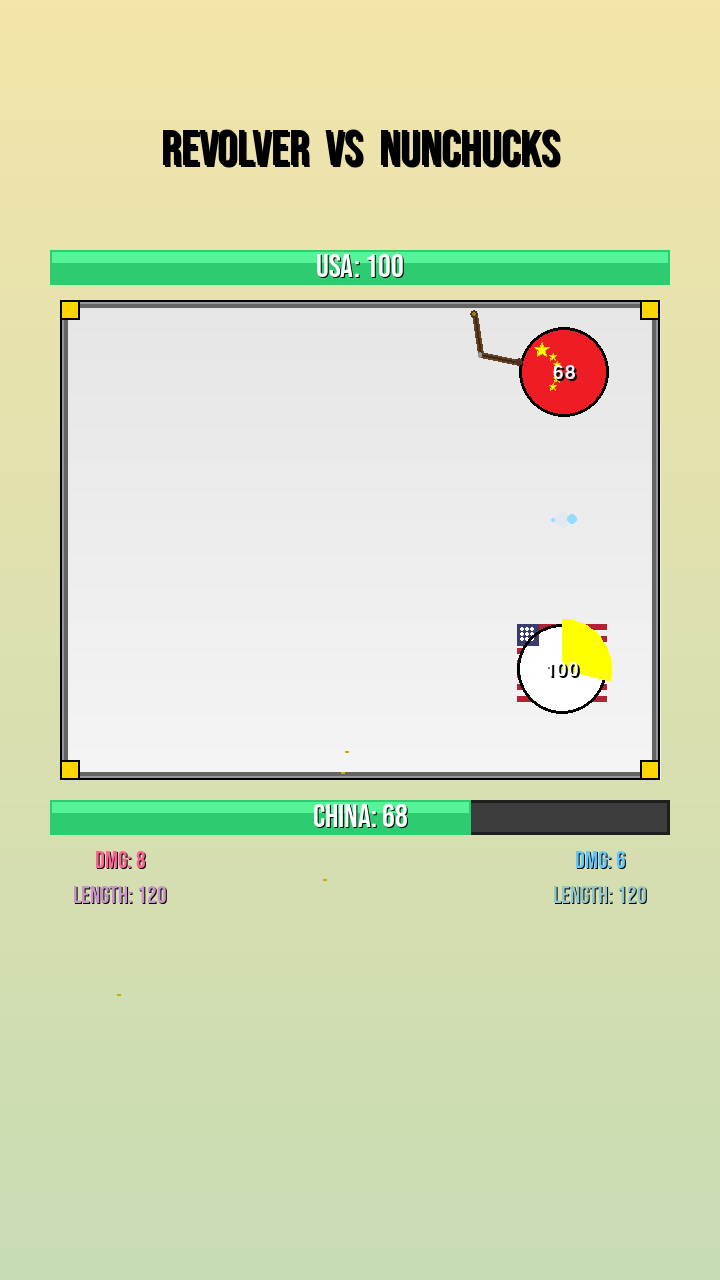 REVOLVER VS NUNCHUCKS
USA: 100
68
100
CHINA: 68
DMG: 8
DMG: 6
LENGTH: 120
LENGTH: 120